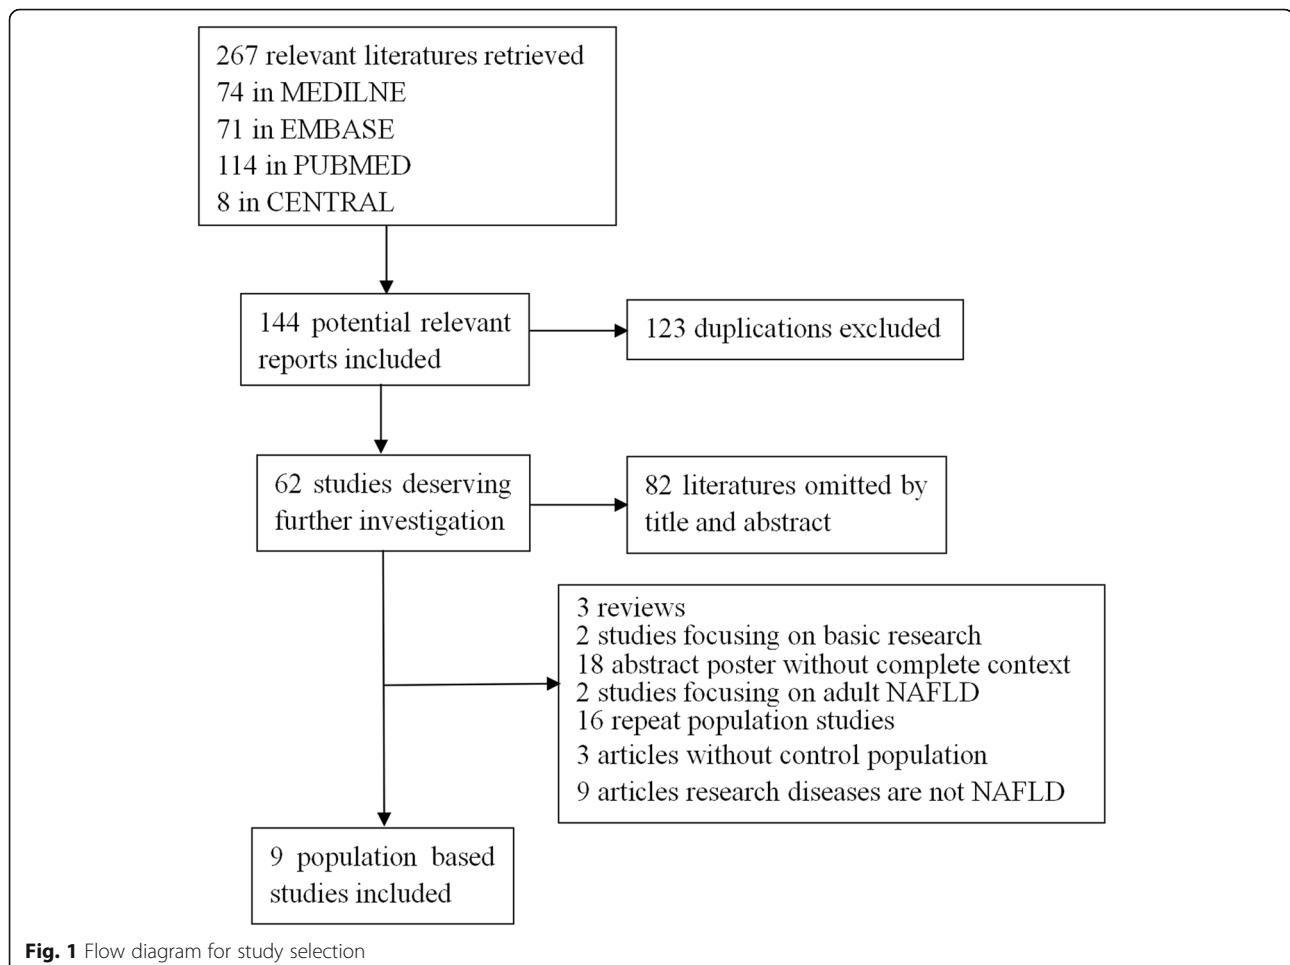 267 relevant literatures retrieved
74 in MEDILNE
71 in EMBASE
114 in PUBMED
8 in CENTRAL
144 potential relevant
reports included
123 duplications excluded
62 studies deserving
further investigation
82 literatures omitted by
title and abstract
3 reviews
2 studies focusing on basic research
18 abstract poster without complete context
2 studies focusing on adult NAFLD
16 repeat population studies
3 articles without control population
9 articles research diseases are not NAFLD
9 population based
studies included
Fig. 1 Flow diagram for study selection